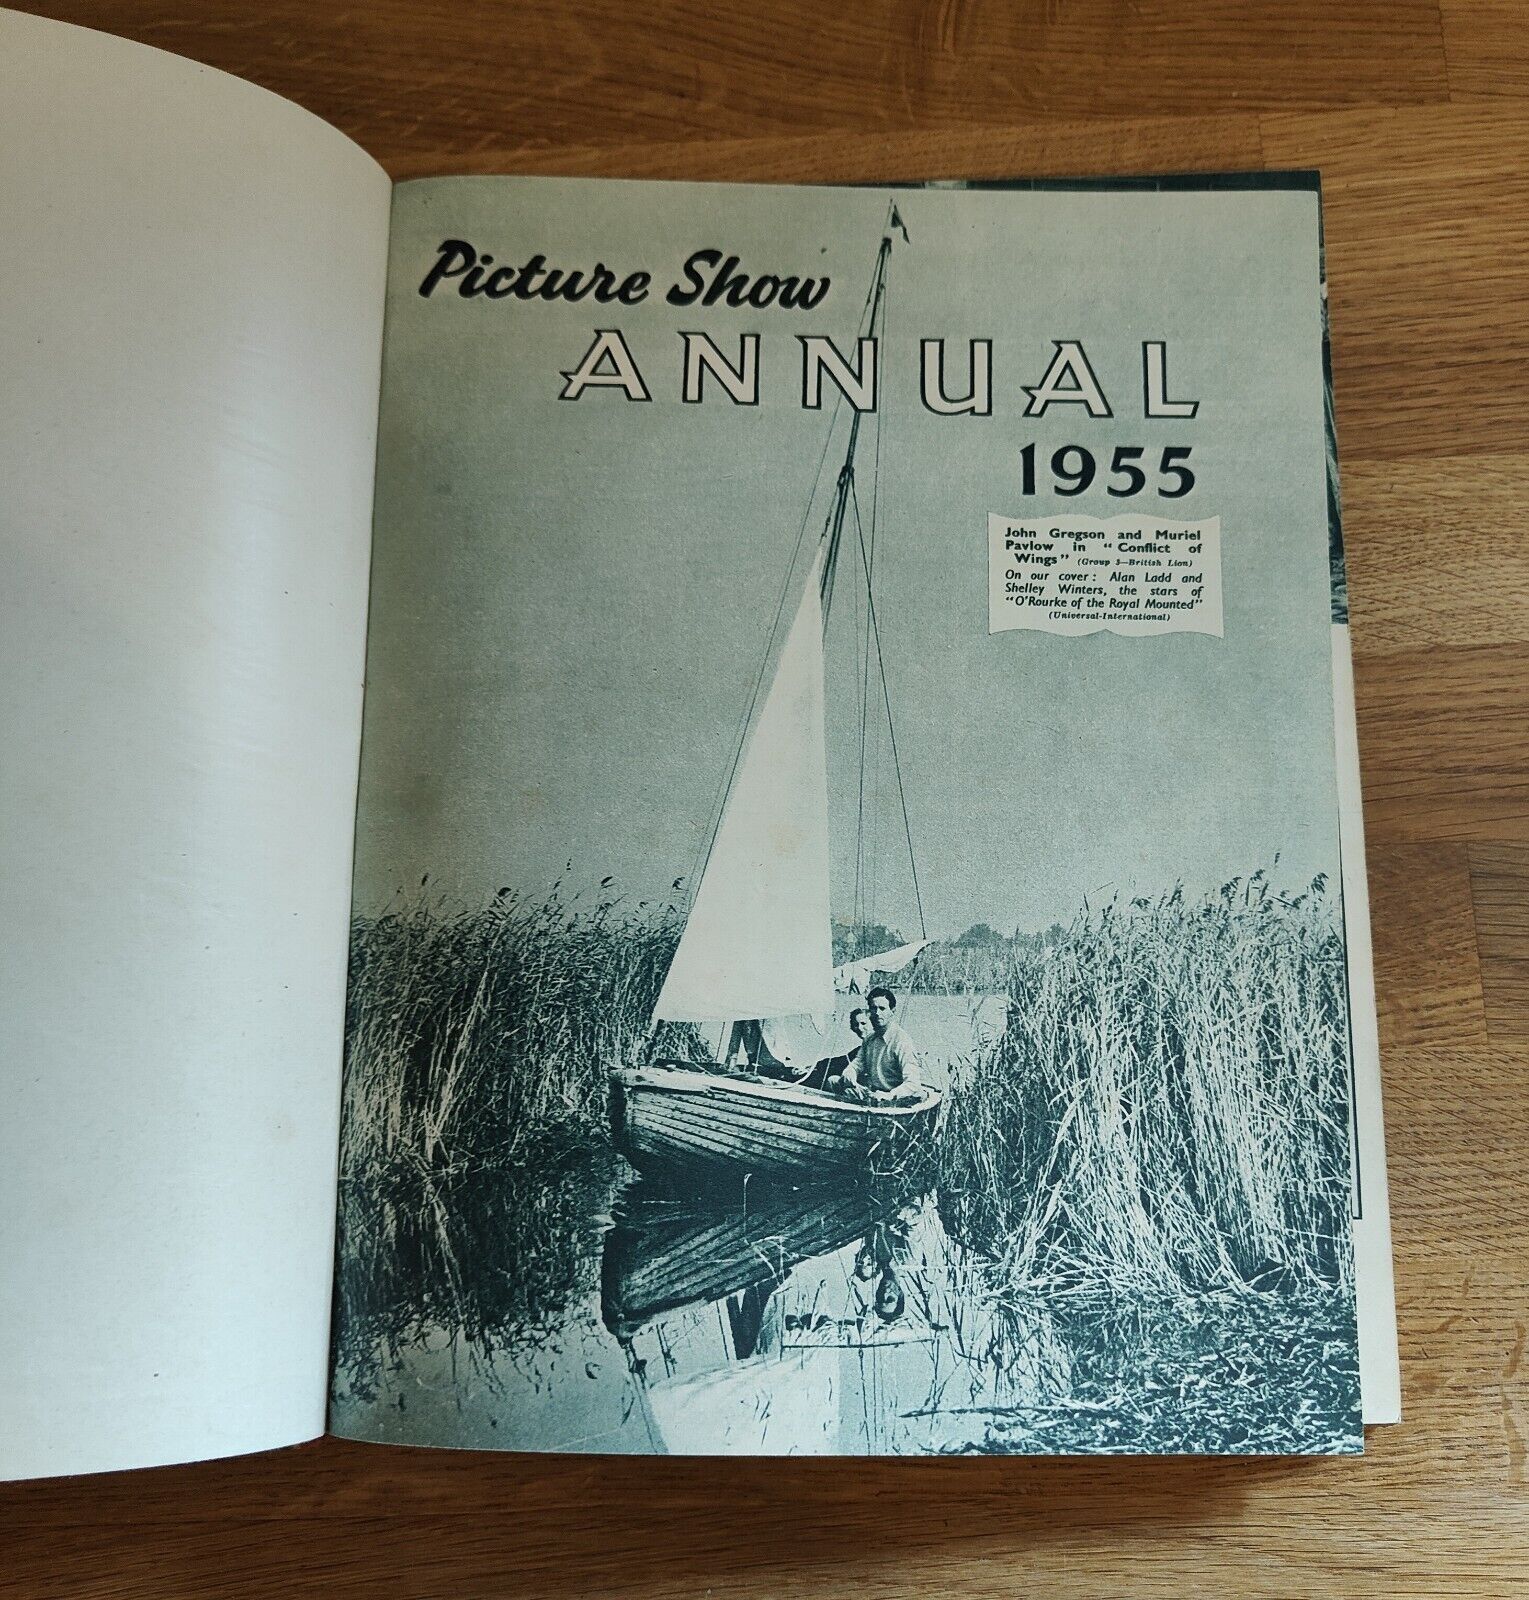 Picture Show
ANNUAL
1955
John Gregson and Muriel
Pavlow in "Conflict of
Wings" (Group 3—British Lion)
On our cover: Alan Ladd and
Shelley Winters, the stars of
"O'Rourke of the Royal Mounted"
(Universal-International)